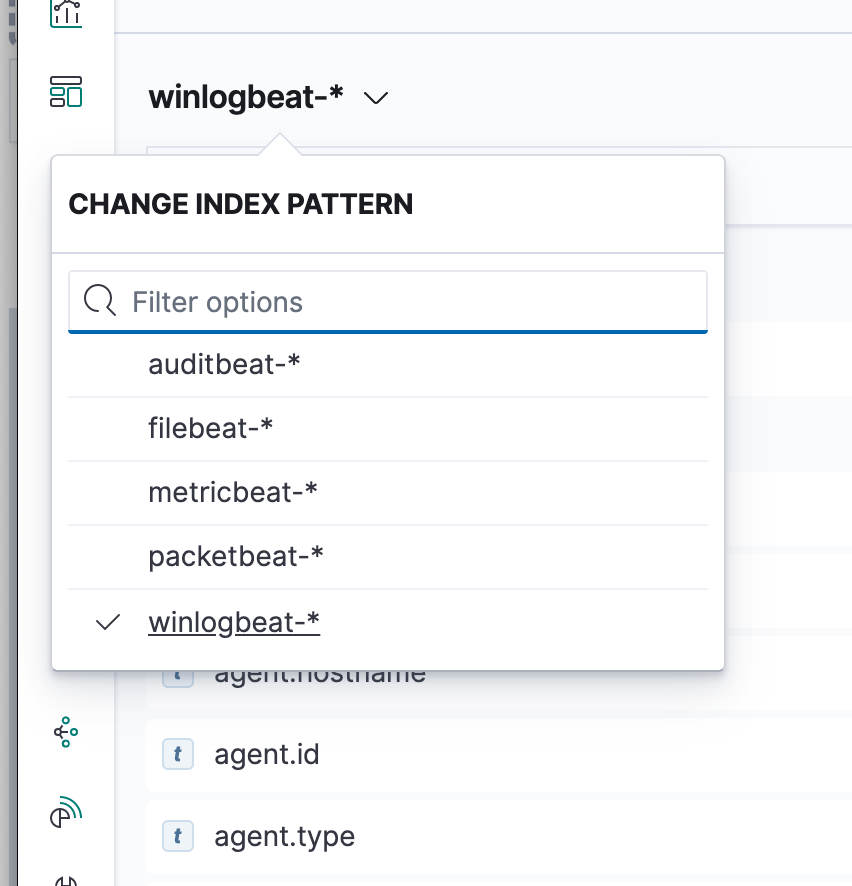 winlogbeat-*
CHANGE INDEX PATTERN
Filter options
auditbeat-*
filebeat-*
metricbeat-*
packetbeat-*
winlogbeat-*
t agent.hostname
t agent.id
t agent.type